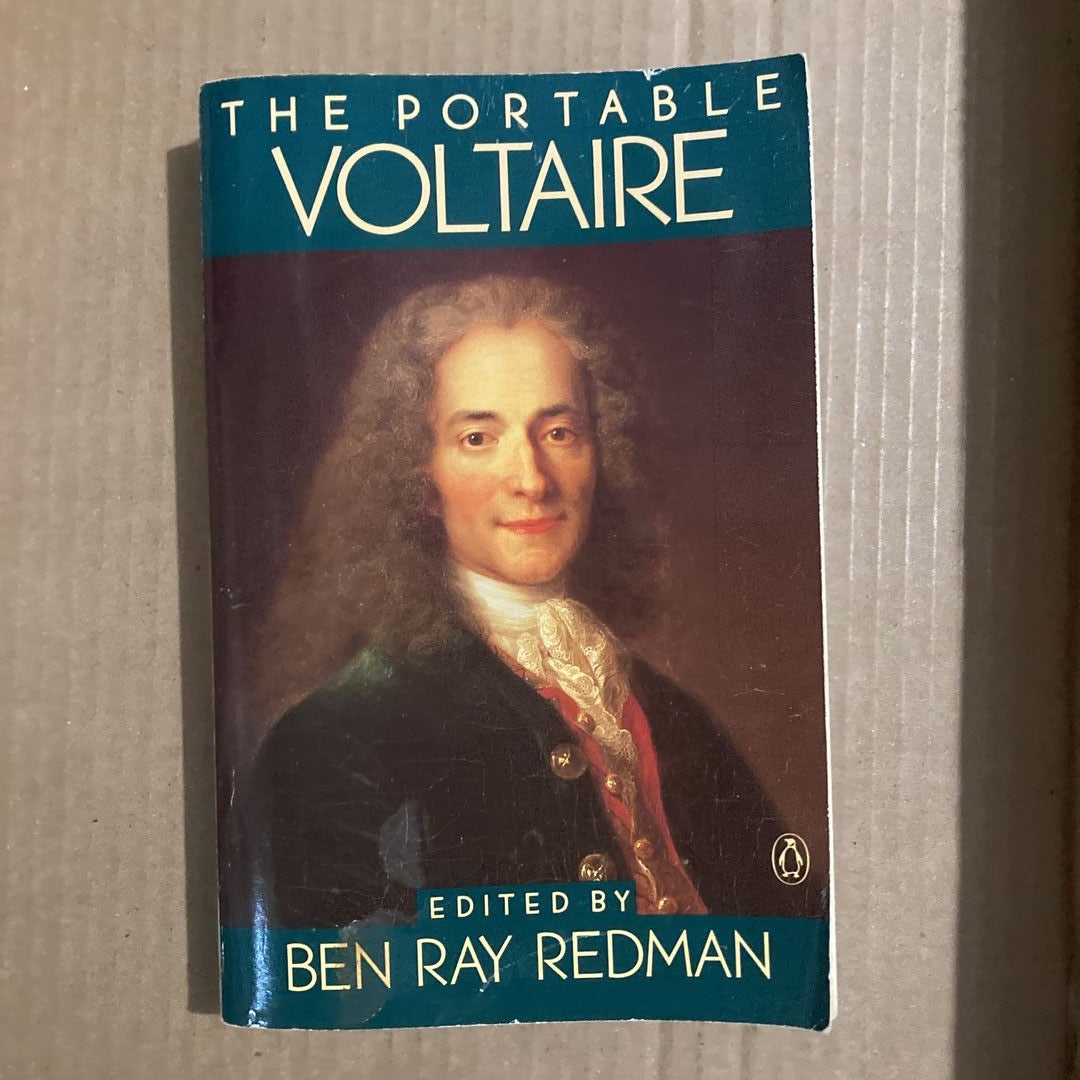 THE PORTABLE
VOLTAIRE
EDITED BY
BEN RAY REDMAN